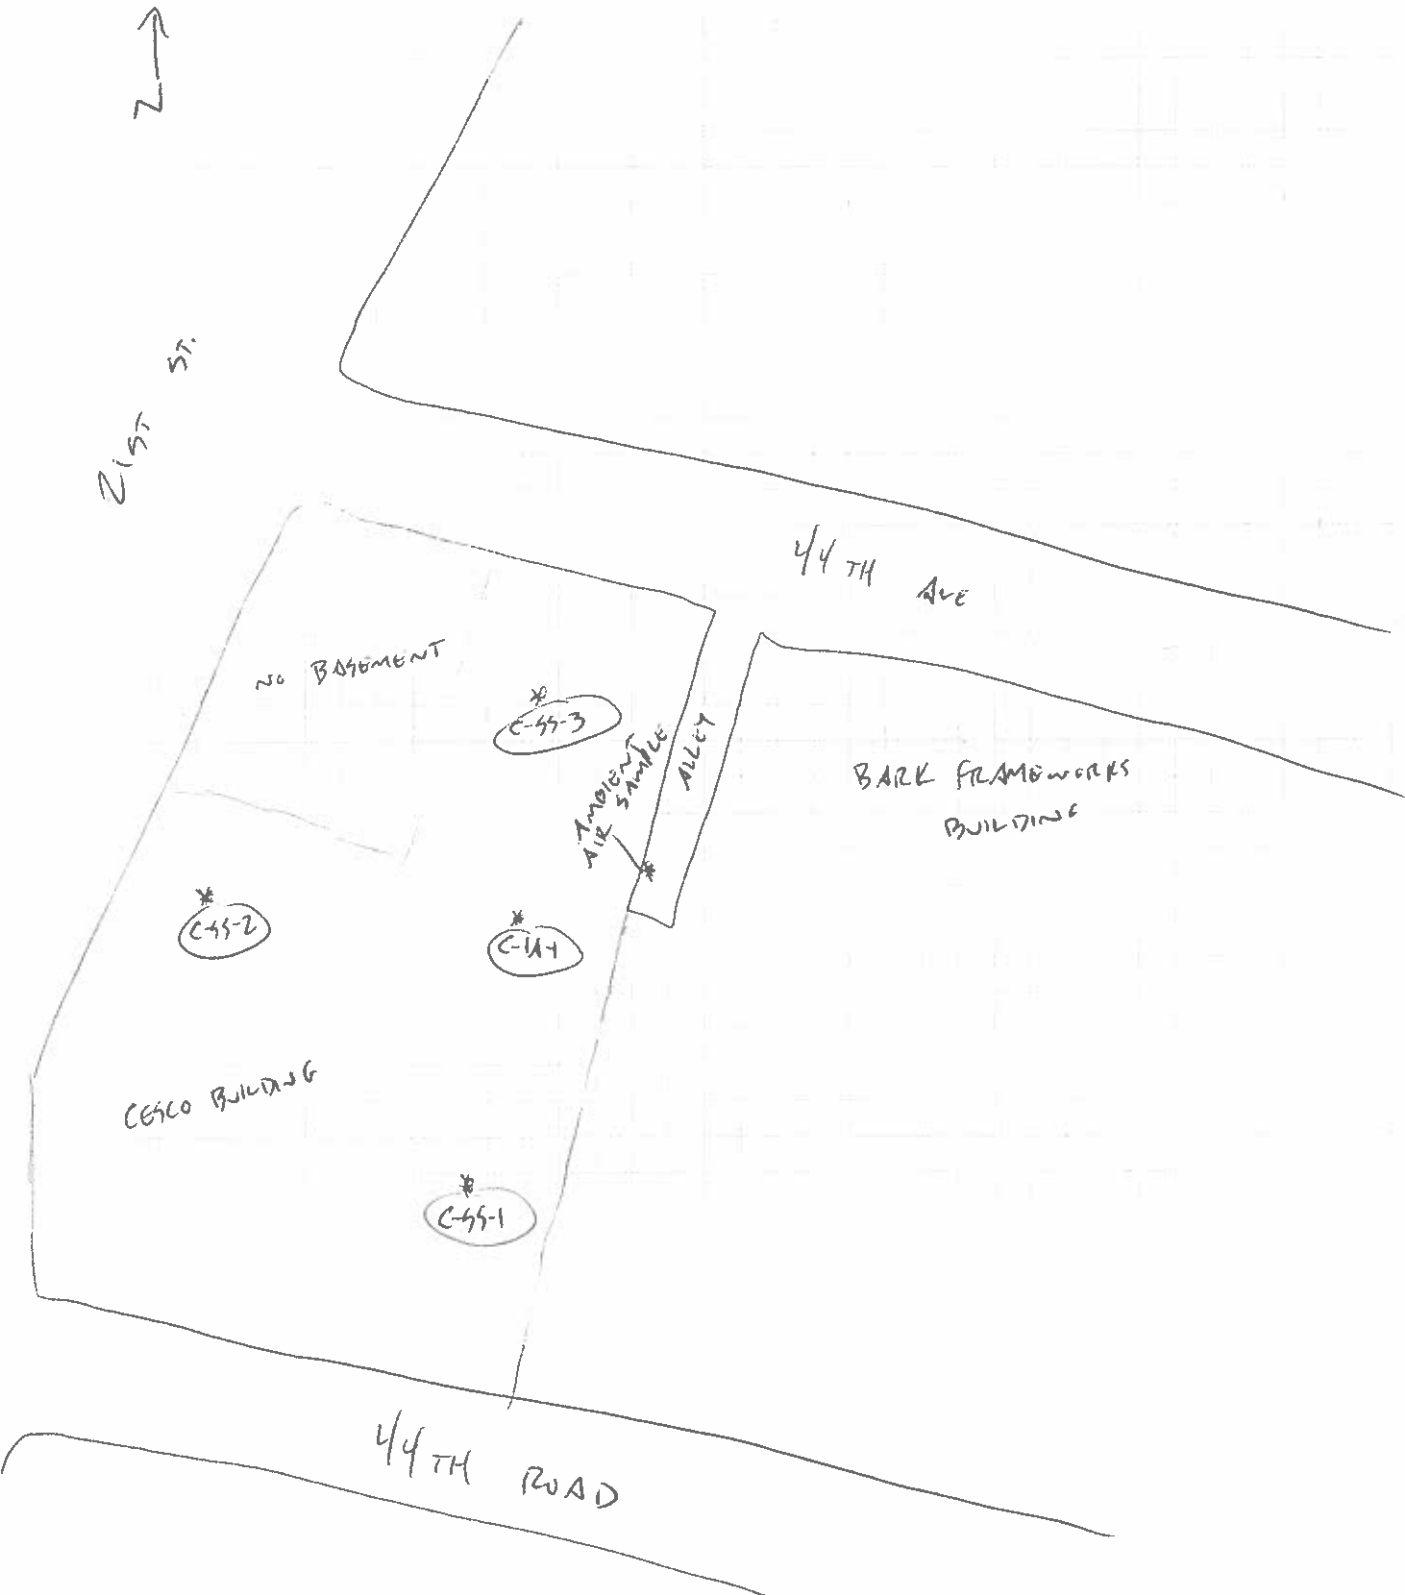 N
21ST ST.
44TH AVE
NO BASEMENT
C-SS-3
AMBIENT
AIR SAMPLE
ALLEY
BARK FRAMEWORKS
BUILDING
C-SS-2
C-IA-1
CESCO BUILDING
C-SS-1
44TH ROAD